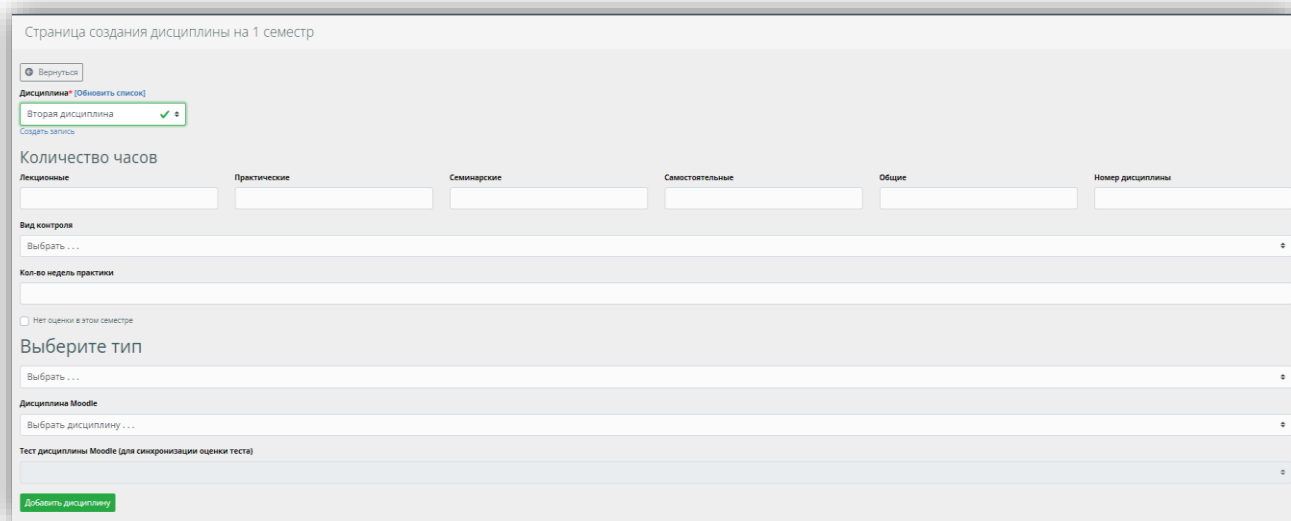 Страница создания дисциплины на 1 семестр
Вернуться
Дисциплина* [Обновить список]
Вторая дисциплина
Создать запись
Количество часов
Лекционные Практические Семинарские Самостоятельные Общие Номер дисциплины
Вид контроля
Выбрать . . .
Кол-во недель практики
Нет оценки в этом семестре
Выберите тип
Выбрать . . .
Дисциплина Moodle
Выбрать дисциплину . . .
Тест дисциплины Moodle (для синхронизации оценки теста)
Добавить дисциплину